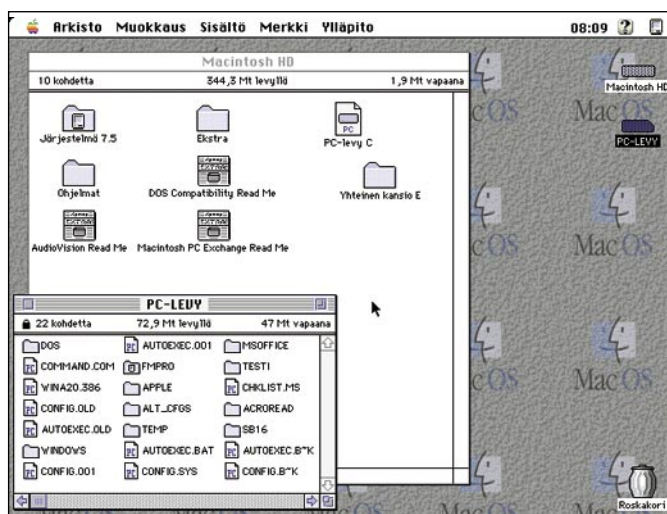 Arkisto Muokkaus Sisältö Merkki Ylläpito 08:09
Macintosh HD
10 kohdetta 344,3 Mt levyllä 1,9 Mt vapaana
Järjestelmä 7.5 Ekstra PC-levy C
Ohjelmat DOS Compatibility Read Me Yhteinen kansio E
AudioVision Read Me Macintosh PC Exchange Read Me
Macintosh HD
PC-LEVY
PC-LEVY
22 kohdetta 72,9 Mt levyllä 47 Mt vapaana
DOS AUTOEXEC.001 MSOFFICE
COMMAND.COM FMPRO TESTI
WINA20.386 APPLE CHKLIST.MS
CONFIG.OLD ALT_CFGS ACROREAD
AUTOEXEC.OLD TEMP SB16
WINDOWS AUTOEXEC.BAT AUTOEXEC.B~K
CONFIG.001 CONFIG.SYS CONFIG.B~K
Roskakori
Mac OS
Mac OS
Mac OS